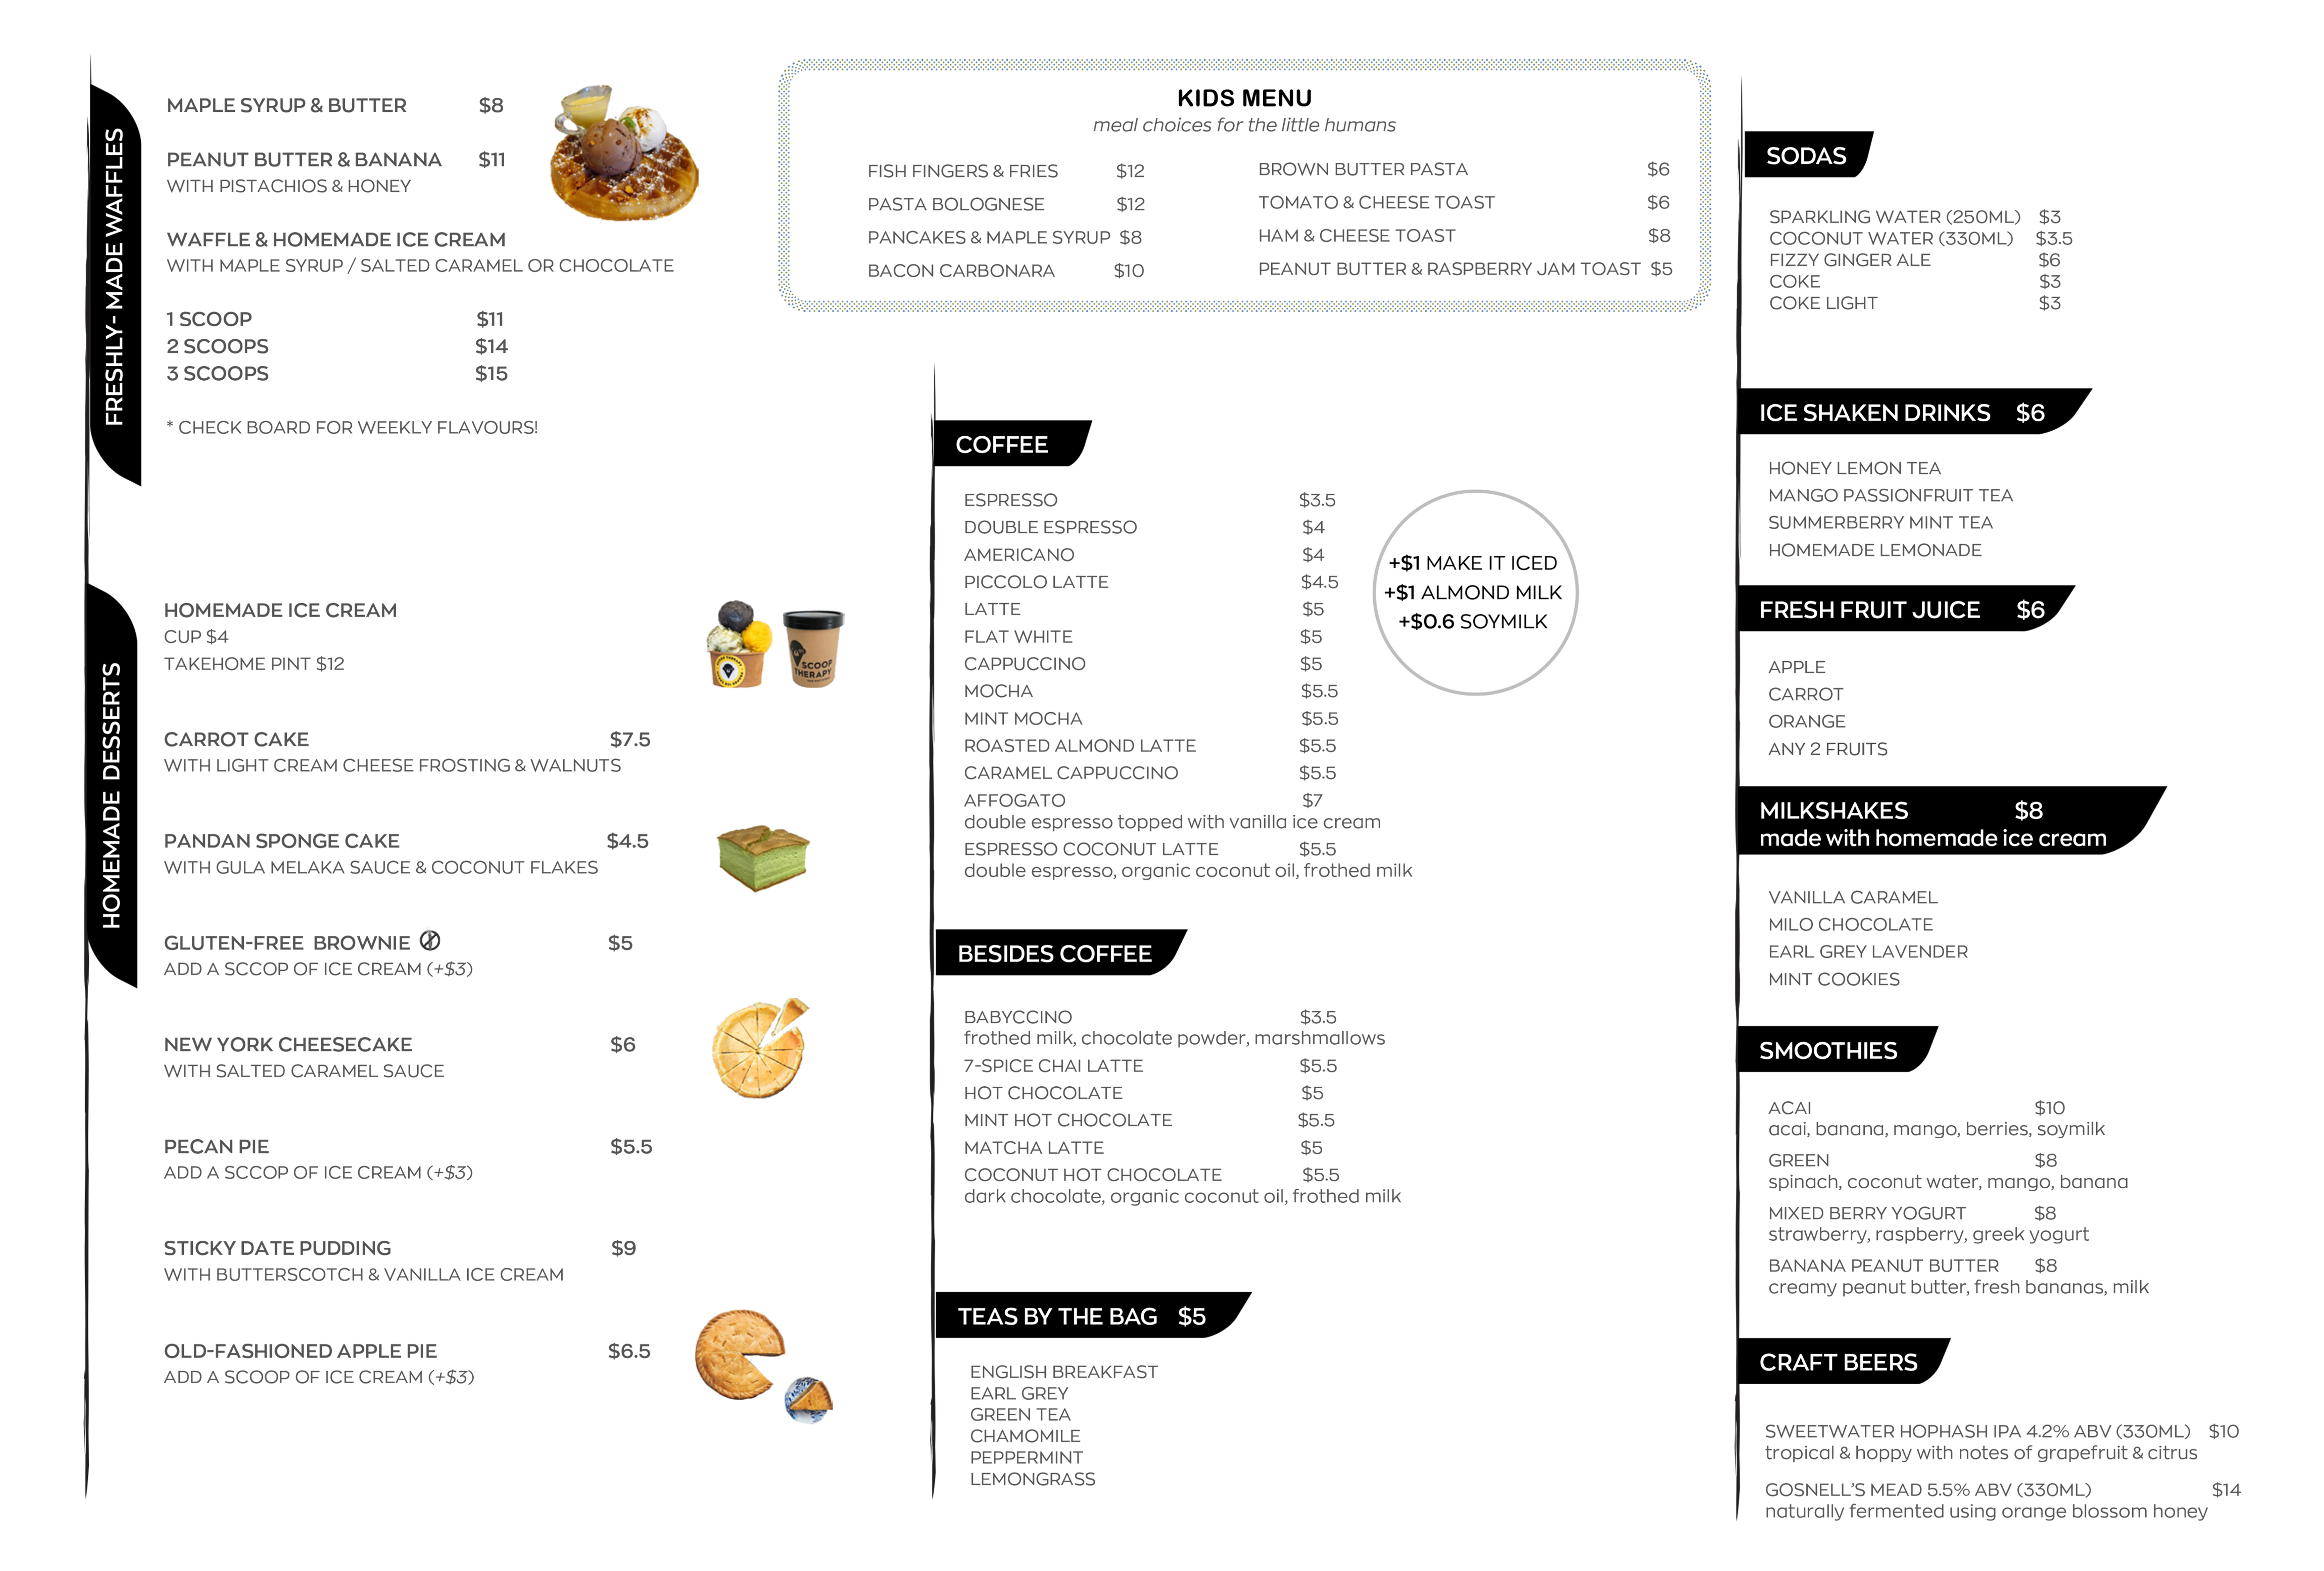 FRESHLY- MADE WAFFLES
MAPLE SYRUP & BUTTER $8
PEANUT BUTTER & BANANA $11
WITH PISTACHIOS & HONEY
WAFFLE & HOMEMADE ICE CREAM
WITH MAPLE SYRUP / SALTED CARAMEL OR CHOCOLATE
1 SCOOP $11
2 SCOOPS $14
3 SCOOPS $15
* CHECK BOARD FOR WEEKLY FLAVOURS!
HOMEMADE DESSERTS
HOMEMADE ICE CREAM
CUP $4
TAKEHOME PINT $12
SCOOP
THERAPY
CARROT CAKE $7.5
WITH LIGHT CREAM CHEESE FROSTING & WALNUTS
PANDAN SPONGE CAKE $4.5
WITH GULA MELAKA SAUCE & COCONUT FLAKES
GLUTEN-FREE BROWNIE $5
ADD A SCCOP OF ICE CREAM (+$3)
NEW YORK CHEESECAKE $6
WITH SALTED CARAMEL SAUCE
PECAN PIE $5.5
ADD A SCCOP OF ICE CREAM (+$3)
STICKY DATE PUDDING $9
WITH BUTTERSCOTCH & VANILLA ICE CREAM
OLD-FASHIONED APPLE PIE $6.5
ADD A SCOOP OF ICE CREAM (+$3)
KIDS MENU
meal choices for the little humans
FISH FINGERS & FRIES $12
PASTA BOLOGNESE $12
PANCAKES & MAPLE SYRUP $8
BACON CARBONARA $10
BROWN BUTTER PASTA $6
TOMATO & CHEESE TOAST $6
HAM & CHEESE TOAST $8
PEANUT BUTTER & RASPBERRY JAM TOAST $5
COFFEE
ESPRESSO $3.5
DOUBLE ESPRESSO $4
AMERICANO $4
PICCOLO LATTE $4.5
LATTE $5
FLAT WHITE $5
CAPPUCCINO $5
MOCHA $5.5
MINT MOCHA $5.5
ROASTED ALMOND LATTE $5.5
CARAMEL CAPPUCCINO $5.5
AFFOGATO $7
double espresso topped with vanilla ice cream
ESPRESSO COCONUT LATTE $5.5
double espresso, organic coconut oil, frothed milk
+$1 MAKE IT ICED
+$1 ALMOND MILK
+$0.6 SOYMILK
BESIDES COFFEE
BABYCCINO $3.5
frothed milk, chocolate powder, marshmallows
7-SPICE CHAI LATTE $5.5
HOT CHOCOLATE $5
MINT HOT CHOCOLATE $5.5
MATCHA LATTE $5
COCONUT HOT CHOCOLATE $5.5
dark chocolate, organic coconut oil, frothed milk
TEAS BY THE BAG $5
ENGLISH BREAKFAST
EARL GREY
GREEN TEA
CHAMOMILE
PEPPERMINT
LEMONGRASS
SODAS
SPARKLING WATER (250ML) $3
COCONUT WATER (330ML) $3.5
FIZZY GINGER ALE $6
COKE $3
COKE LIGHT $3
ICE SHAKEN DRINKS $6
HONEY LEMON TEA
MANGO PASSIONFRUIT TEA
SUMMERBERRY MINT TEA
HOMEMADE LEMONADE
FRESH FRUIT JUICE $6
APPLE
CARROT
ORANGE
ANY 2 FRUITS
MILKSHAKES $8
made with homemade ice cream
VANILLA CARAMEL
MILO CHOCOLATE
EARL GREY LAVENDER
MINT COOKIES
SMOOTHIES
ACAI $10
acai, banana, mango, berries, soymilk
GREEN $8
spinach, coconut water, mango, banana
MIXED BERRY YOGURT $8
strawberry, raspberry, greek yogurt
BANANA PEANUT BUTTER $8
creamy peanut butter, fresh bananas, milk
CRAFT BEERS
SWEETWATER HOPHASH IPA 4.2% ABV (330ML) $10
tropical & hoppy with notes of grapefruit & citrus
GOSNELL'S MEAD 5.5% ABV (330ML) $14
naturally fermented using orange blossom honey